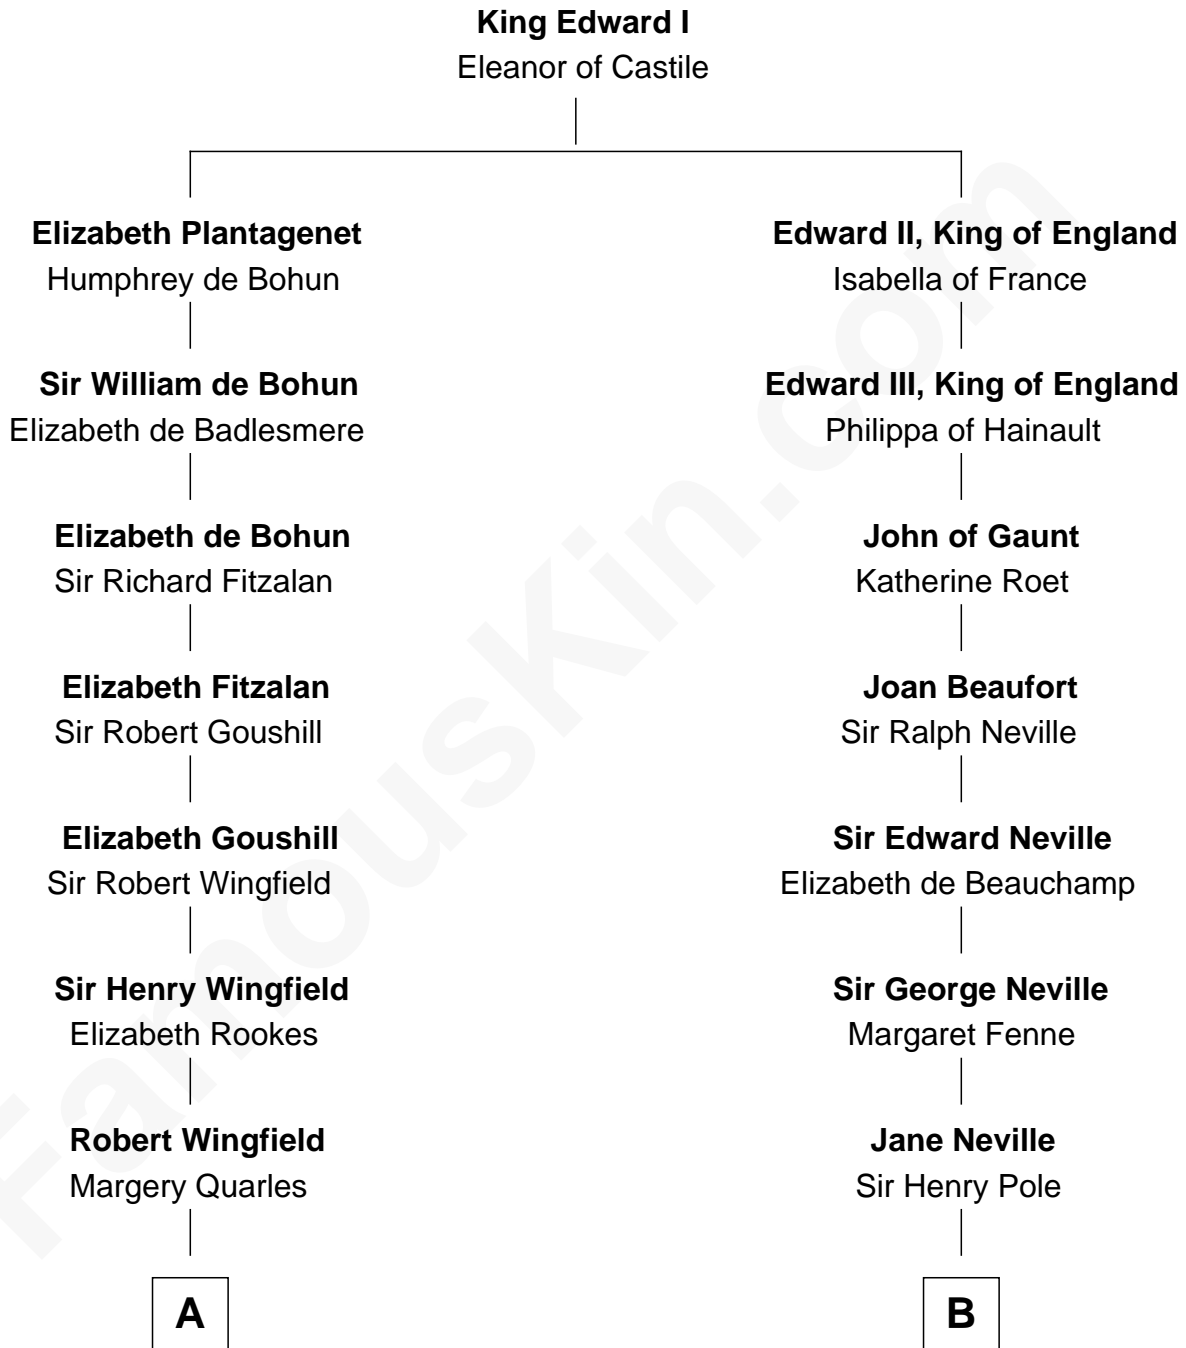 King Edward I
Eleanor of Castile
Elizabeth Plantagenet
Humphrey de Bohun
Edward II, King of England
Isabella of France
Sir William de Bohun
Elizabeth de Badlesmere
Edward III, King of England
Philippa of Hainault
Elizabeth de Bohun
Sir Richard Fitzalan
John of Gaunt
Katherine Roet
Elizabeth Fitzalan
Sir Robert Goushill
Joan Beaufort
Sir Ralph Neville
Elizabeth Goushill
Sir Robert Wingfield
Sir Edward Neville
Elizabeth de Beauchamp
Sir Henry Wingfield
Elizabeth Rookes
Sir George Neville
Margaret Fenne
Robert Wingfield
Margery Quarles
Jane Neville
Sir Henry Pole
A
B
FamousKin.com